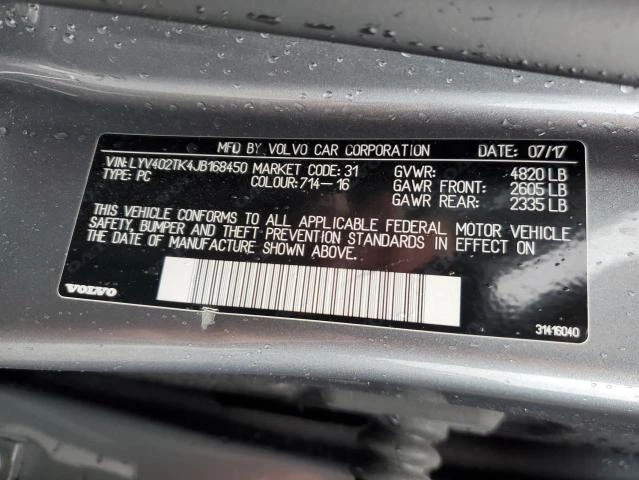 MFD BY VOLVO CAR CORPORATION DATE: 07/17
VIN: LYV402TK4JB168450 MARKET CODE: 31 GVWR: 4820 LB
TYPE: PC COLOUR: 714-16 GAWR FRONT: 2605 LB
GAWR REAR: 2335 LB
THIS VEHICLE CONFORMS TO ALL APPLICABLE FEDERAL MOTOR VEHICLE
SAFETY, BUMPER AND THEFT PREVENTION STANDARDS IN EFFECT ON
THE DATE OF MANUFACTURE SHOWN ABOVE.
VOLVO
31416040